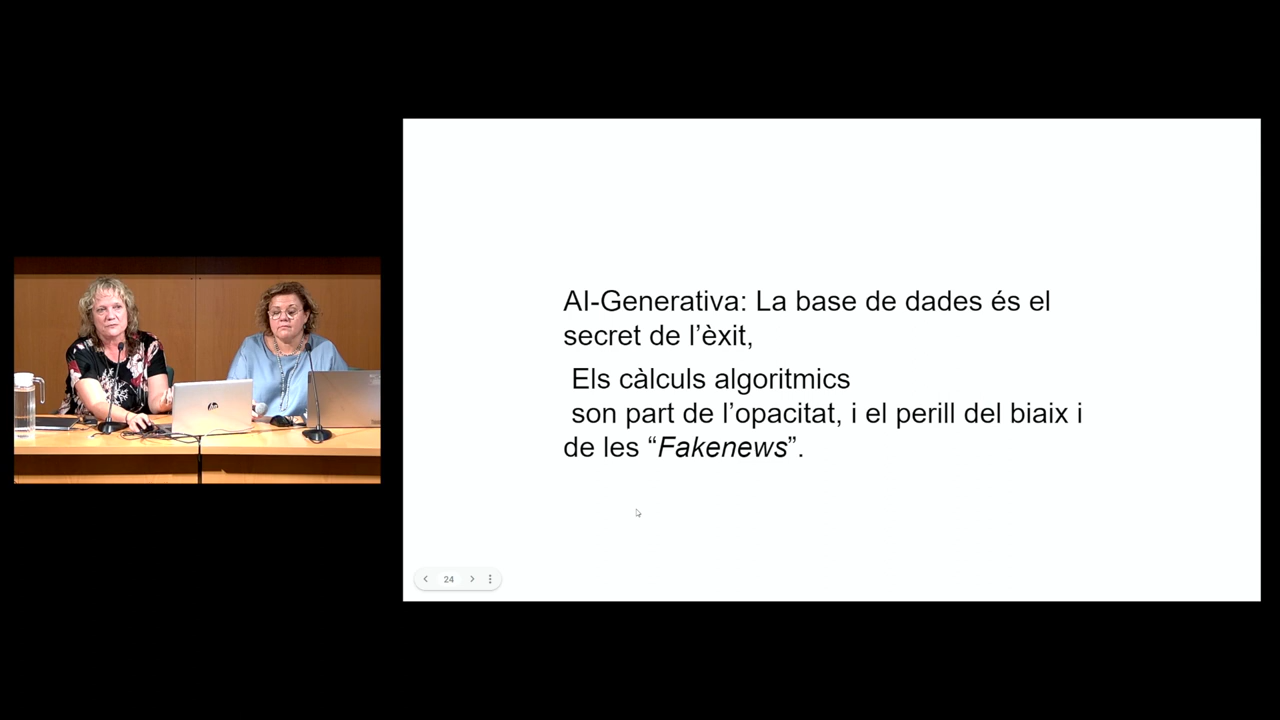 AI-Generativa: La base de dades és el
secret de l’èxit,
Els càlculs algoritmics
son part de l’opacitat, i el perill del biaix i
de les “Fakenews”.
24
hp